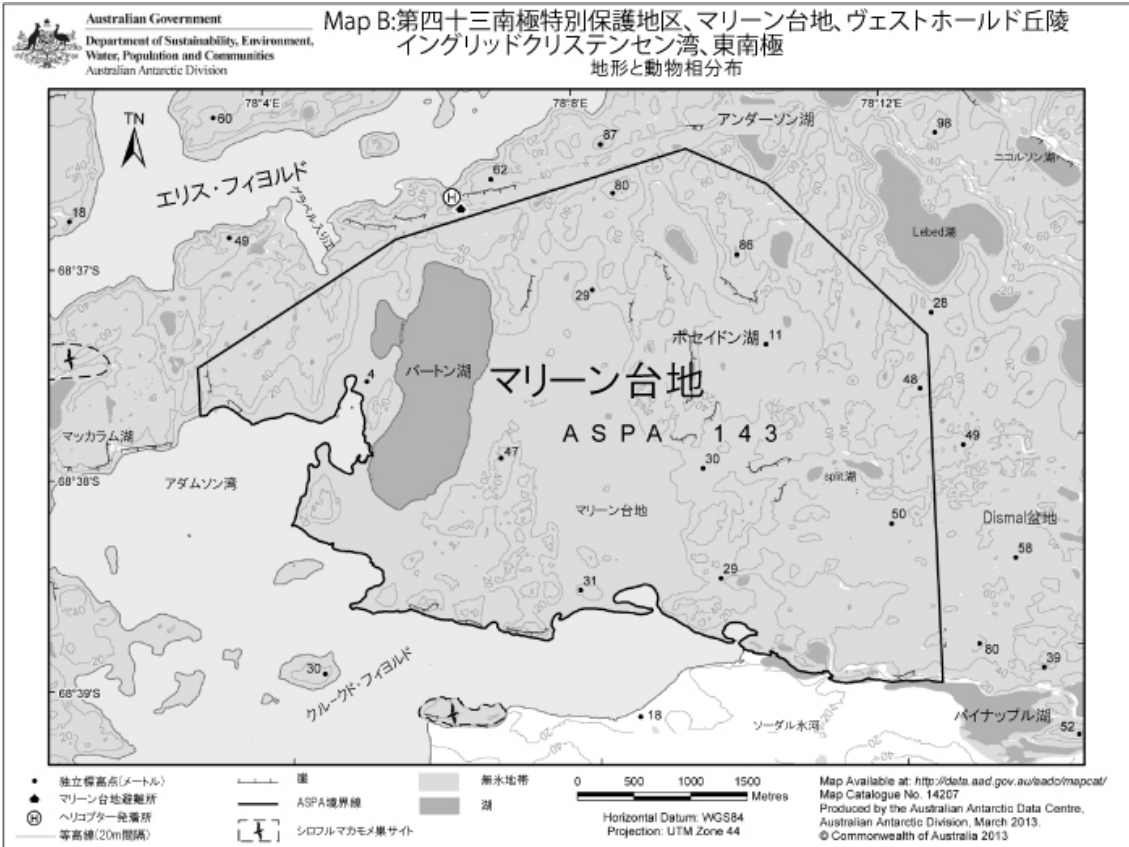 Australian Government
Department of Sustainability, Environment,
Water, Population and Communities
Australian Antarctic Division
Map B:第四十三南極特別保護地区、マリーン台地、ヴェストホールド丘陵
イングリッドクリステンセン湾、東南極
地形と動物相分布
78°4'E
78°8'E
78°12'E
TN
60
87
アンダーソン湖
98
ニコルソン湖
エリス・フィヨルド
62
H
80
18
グラベル入り江
49
86
Lebed湖
68°37'S
29
28
ポセイドン湖
11
バートン湖
マリーン台地
4
48
マッカラム湖
ASPA 143
49
47
30
68°38'S
アダムソン湾
split湖
マリーン台地
50
Dismal盆地
58
29
31
80
39
30
クルークド・フィヨルド
68°39'S
18
ソーダル氷河
パイナップル湖
52
独立標高点(メートル)
マリーン台地避難所
H ヘリコプター発着所
等高線(20m間隔)
崖
ASPA境界線
シロフルマカモメ巣サイト
無氷地帯
湖
0 500 1000 1500
Metres
Horizontal Datum: WGS84
Projection: UTM Zone 44
Map Available at: http://data.aad.gov.au/aadc/mapcat/
Map Catalogue No. 14207
Produced by the Australian Antarctic Data Centre,
Australian Antarctic Division, March 2013.
© Commonwealth of Australia 2013